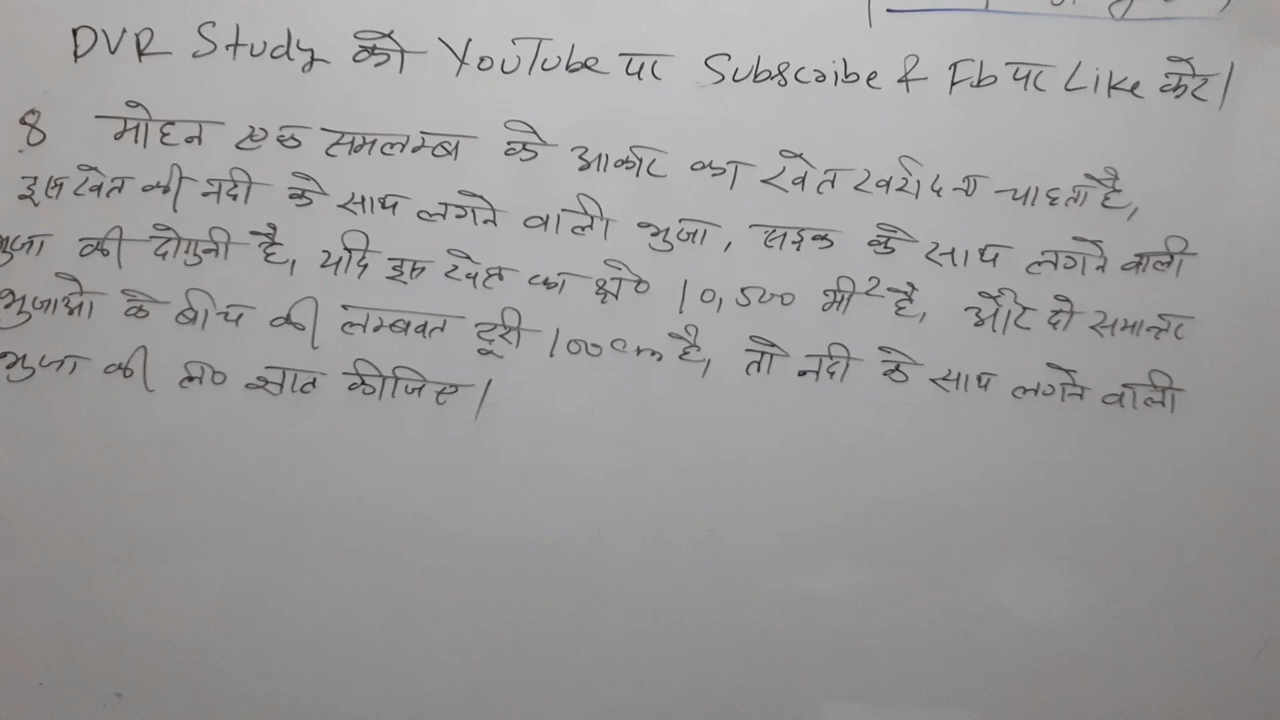 DVR Study को YouTube पर Subscribe & Fb पर Like करें।
8 मोहन एक समलम्ब के आकार का खेत खरीदना चाहता है,
इस खेत की नदी के साथ लगने वाली भुजा, सड़क के साथ लगने वाली
भुजा की दोगुनी है, यदि इस खेत का क्षे० 10,500 मी² है, और दो समान्तर
भुजाओ के बीच की लम्बवत दूरी 100cm है, तो नदी के साथ लगने वाली
भुजा की ल० ज्ञात कीजिए।